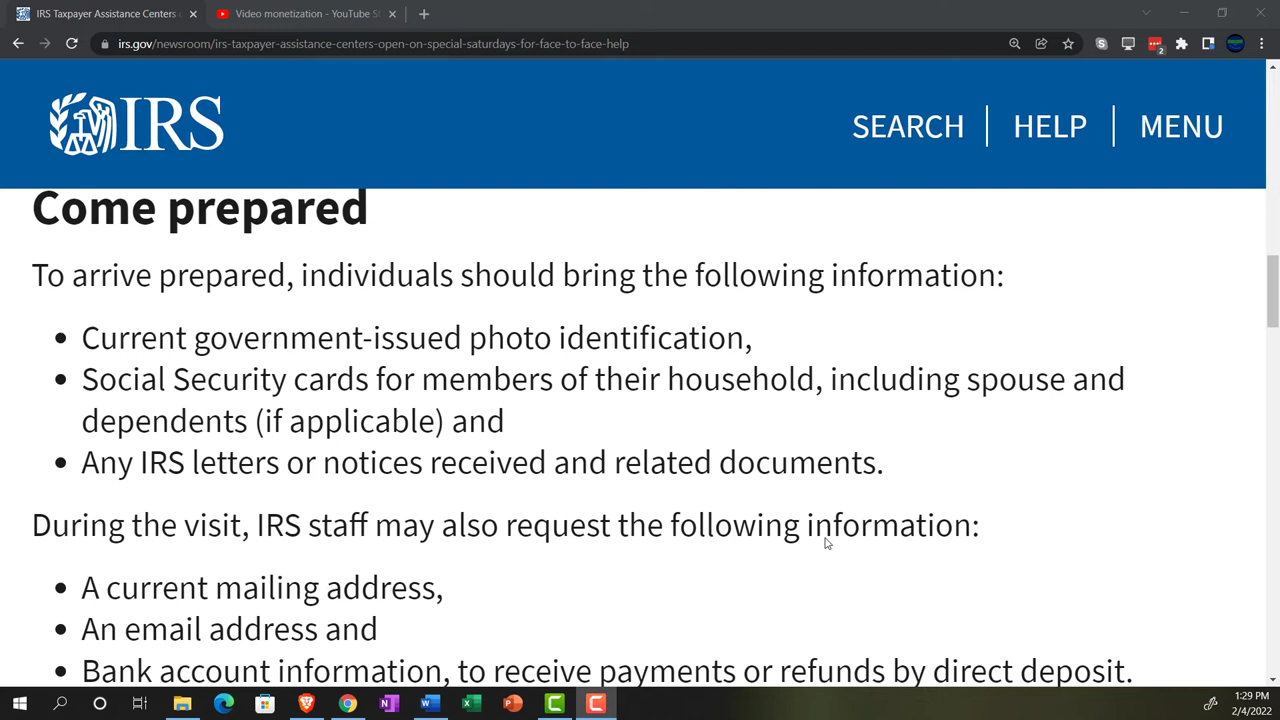 IRS Taxpayer Assistance Centers
Video monetization - YouTube S
irs.gov/newsroom/irs-taxpayer-assistance-centers-open-on-special-saturdays-for-face-to-face-help
2
IRS
SEARCH
HELP
MENU
Come prepared
To arrive prepared, individuals should bring the following information:
• Current government-issued photo identification,
• Social Security cards for members of their household, including spouse and
dependents (if applicable) and
• Any IRS letters or notices received and related documents.
During the visit, IRS staff may also request the following information:
• A current mailing address,
• An email address and
• Bank account information, to receive payments or refunds by direct deposit.
1:29 PM
2/4/2022